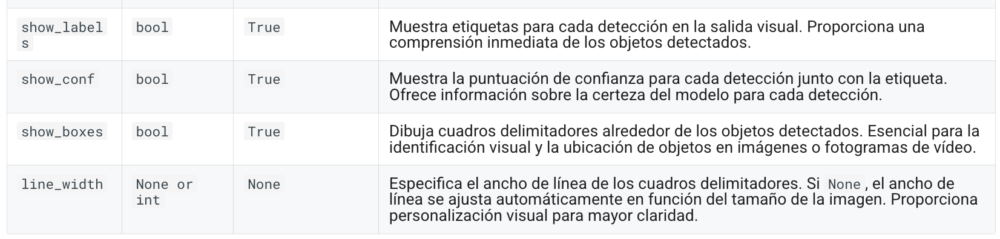 show_label
s
bool
True
Muestra etiquetas para cada detección en la salida visual. Proporciona una
comprensión inmediata de los objetos detectados.
show_conf
bool
True
Muestra la puntuación de confianza para cada detección junto con la etiqueta.
Ofrece información sobre la certeza del modelo para cada detección.
show_boxes
bool
True
Dibuja cuadros delimitadores alrededor de los objetos detectados. Esencial para la
identificación visual y la ubicación de objetos en imágenes o fotogramas de vídeo.
line_width
None or
int
None
Especifica el ancho de línea de los cuadros delimitadores. Si None, el ancho de
línea se ajusta automáticamente en función del tamaño de la imagen. Proporciona
personalización visual para mayor claridad.